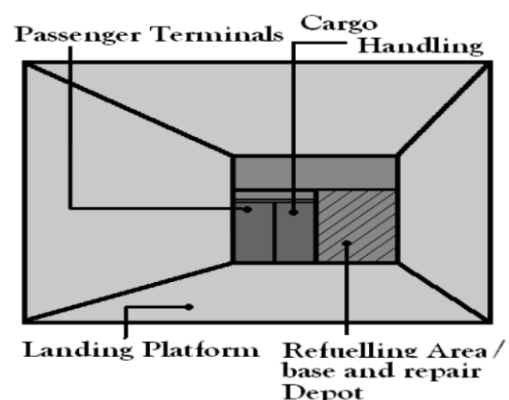 Passenger Terminals
Cargo
Handling
Landing Platform
Refuelling Area /
base and repair
Depot